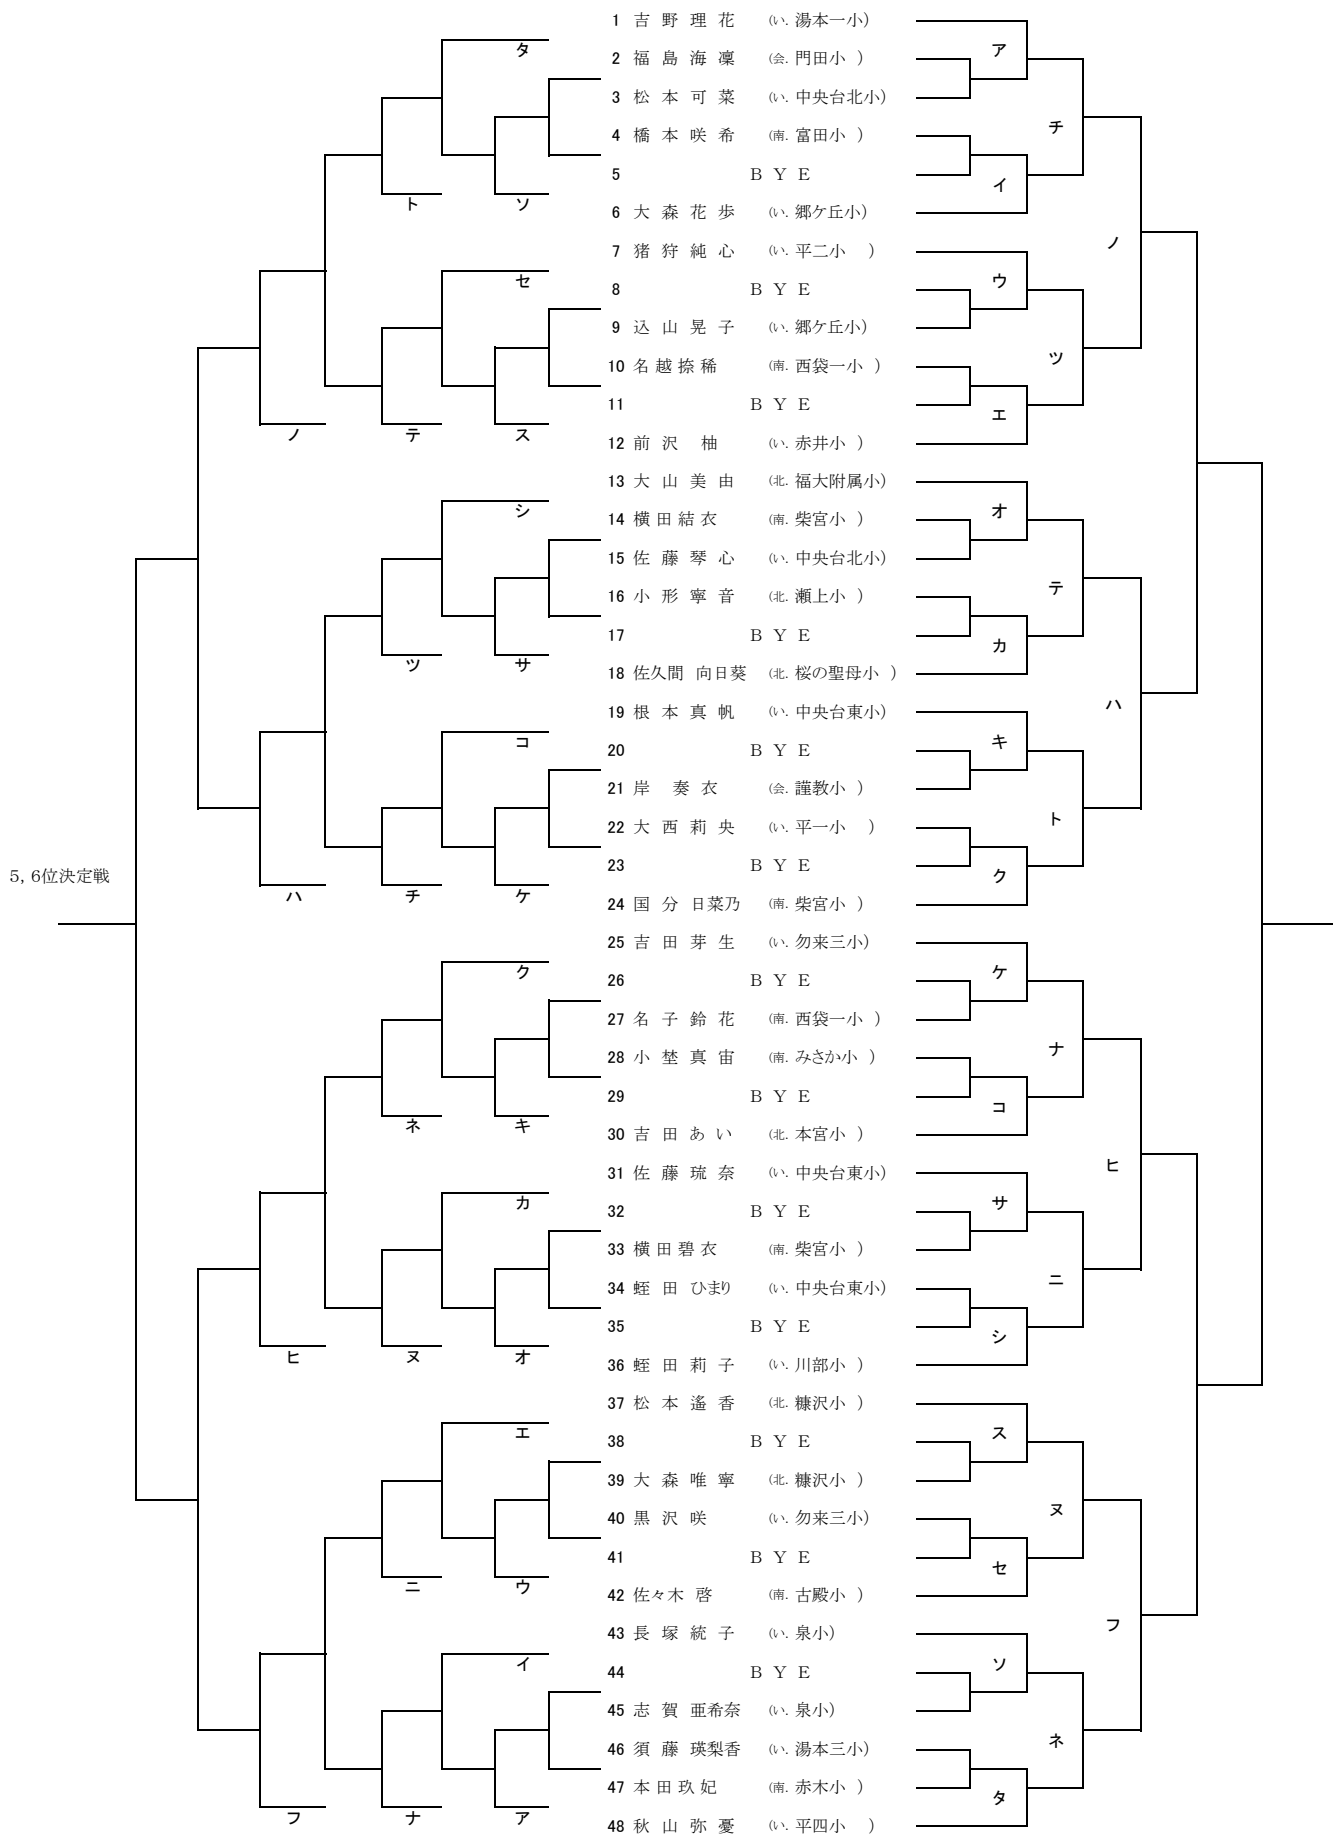 1 吉 野 理 花 (い. 湯本一小) ア
タ
2 福 島 海 凜 (会. 門田小 )
3 松 本 可 菜 (い. 中央台北小)
チ
4 橋 本 咲 希 (南. 富田小 )
5 B Y E
イ
ト ソ
6 大 森 花 歩 (い. 郷ケ丘小)
ノ
7 猪 狩 純 心 (い. 平二小 )
セ ウ
8 B Y E
9 込 山 晃 子 (い. 郷ケ丘小)
ツ
10 名 越 捺 稀 (南. 西袋一小 )
11 B Y E
エ
ノ テ ス
12 前 沢 柚 (い. 赤井小 )
13 大 山 美 由 (北. 福大附属小)
シ オ
14 横 田 結 衣 (南. 柴宮小 )
15 佐 藤 琴 心 (い. 中央台北小)
テ
16 小 形 寧 音 (北. 瀬上小 )
17 B Y E
カ
ツ サ
18 佐久間 向日葵 (北. 桜の聖母小 )
ハ
19 根 本 真 帆 (い. 中央台東小)
コ キ
20 B Y E
21 岸 奏 衣 (会. 謹教小 )
ト
22 大 西 莉 央 (い. 平一小 )
23 B Y E
5, 6位決定戦 ク
ハ チ ケ
24 国 分 日菜乃 (南. 柴宮小 )
25 吉 田 芽 生 (い. 勿来三小)
ク ケ
26 B Y E
27 名 子 鈴 花 (南. 西袋一小 )
ナ
28 小 埜 真 宙 (南. みさか小 )
29 B Y E
コ
ネ キ
30 吉 田 あ い (北. 本宮小 )
ヒ
31 佐 藤 琉 奈 (い. 中央台東小)
カ サ
32 B Y E
33 横 田 碧 衣 (南. 柴宮小 )
ニ
34 蛭 田 ひまり (い. 中央台東小)
35 B Y E
シ
ヒ ヌ オ
36 蛭 田 莉 子 (い. 川部小 )
37 松 本 遙 香 (北. 糠沢小 )
エ ス
38 B Y E
39 大 森 唯 寧 (北. 糠沢小 )
ヌ
40 黒 沢 咲 (い. 勿来三小)
41 B Y E
セ
ニ ウ
42 佐々木 啓 (南. 古殿小 )
フ
43 長 塚 統 子 (い. 泉小)
イ ソ
44 B Y E
45 志 賀 亜希奈 (い. 泉小)
ネ
46 須 藤 瑛梨香 (い. 湯本三小)
47 本 田 玖 妃 (南. 赤木小 )
タ
フ ナ ア
48 秋 山 弥 憂 (い. 平四小 )